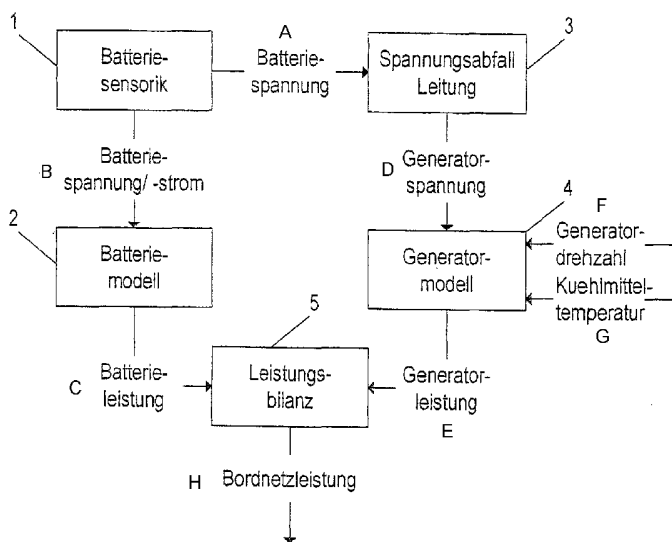 1
Batterie-
sensorik
A
Batterie-
spannung
3
Spannungsabfall
Leitung
B
Batterie-
spannung/ -strom
D
Generator-
spannung
2
Batterie-
modell
4
Generator-
modell
F
Generator-
drehzahl
Kuehlmittel-
temperatur
G
C
Batterie-
leistung
5
Leistungs-
bilanz
Generator-
leistung
E
H
Bordnetzleistung